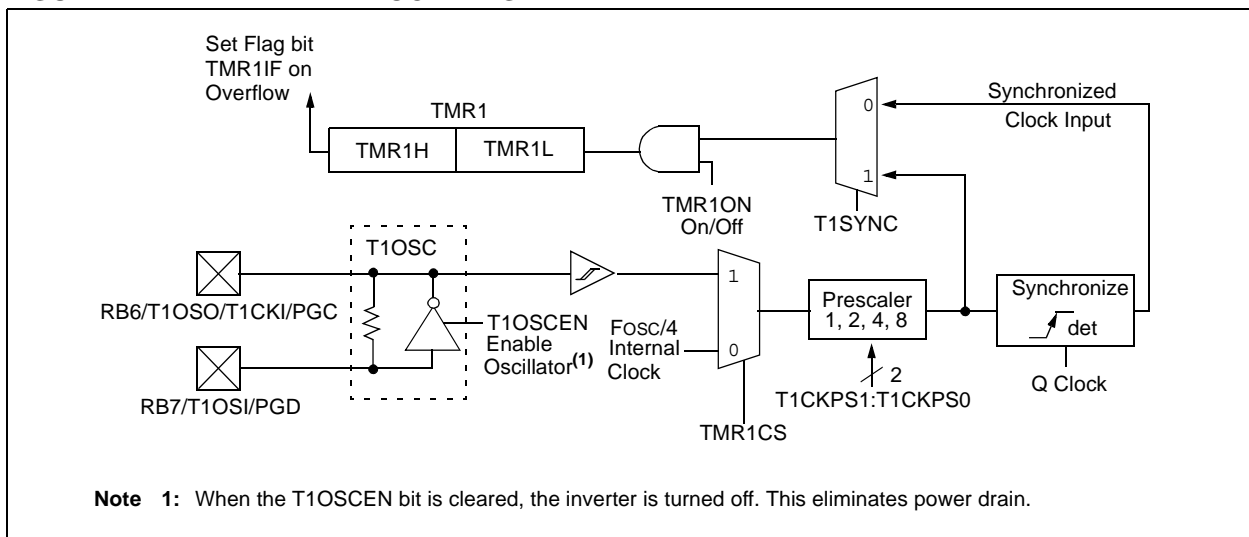 Set Flag bit
TMR1IF on
Overflow
TMR1
TMR1H
TMR1L
TMR1ON
On/Off
0
1
T1SYNC
Synchronized
Clock Input
T1OSC
RB6/T1OSO/T1CKI/PGC
RB7/T1OSI/PGD
T1OSCEN
Enable
Oscillator(1)
FOSC/4
Internal
Clock
1
0
TMR1CS
Prescaler
1, 2, 4, 8
2
T1CKPS1:T1CKPS0
Synchronize
det
Q Clock
Note 1: When the T1OSCEN bit is cleared, the inverter is turned off. This eliminates power drain.